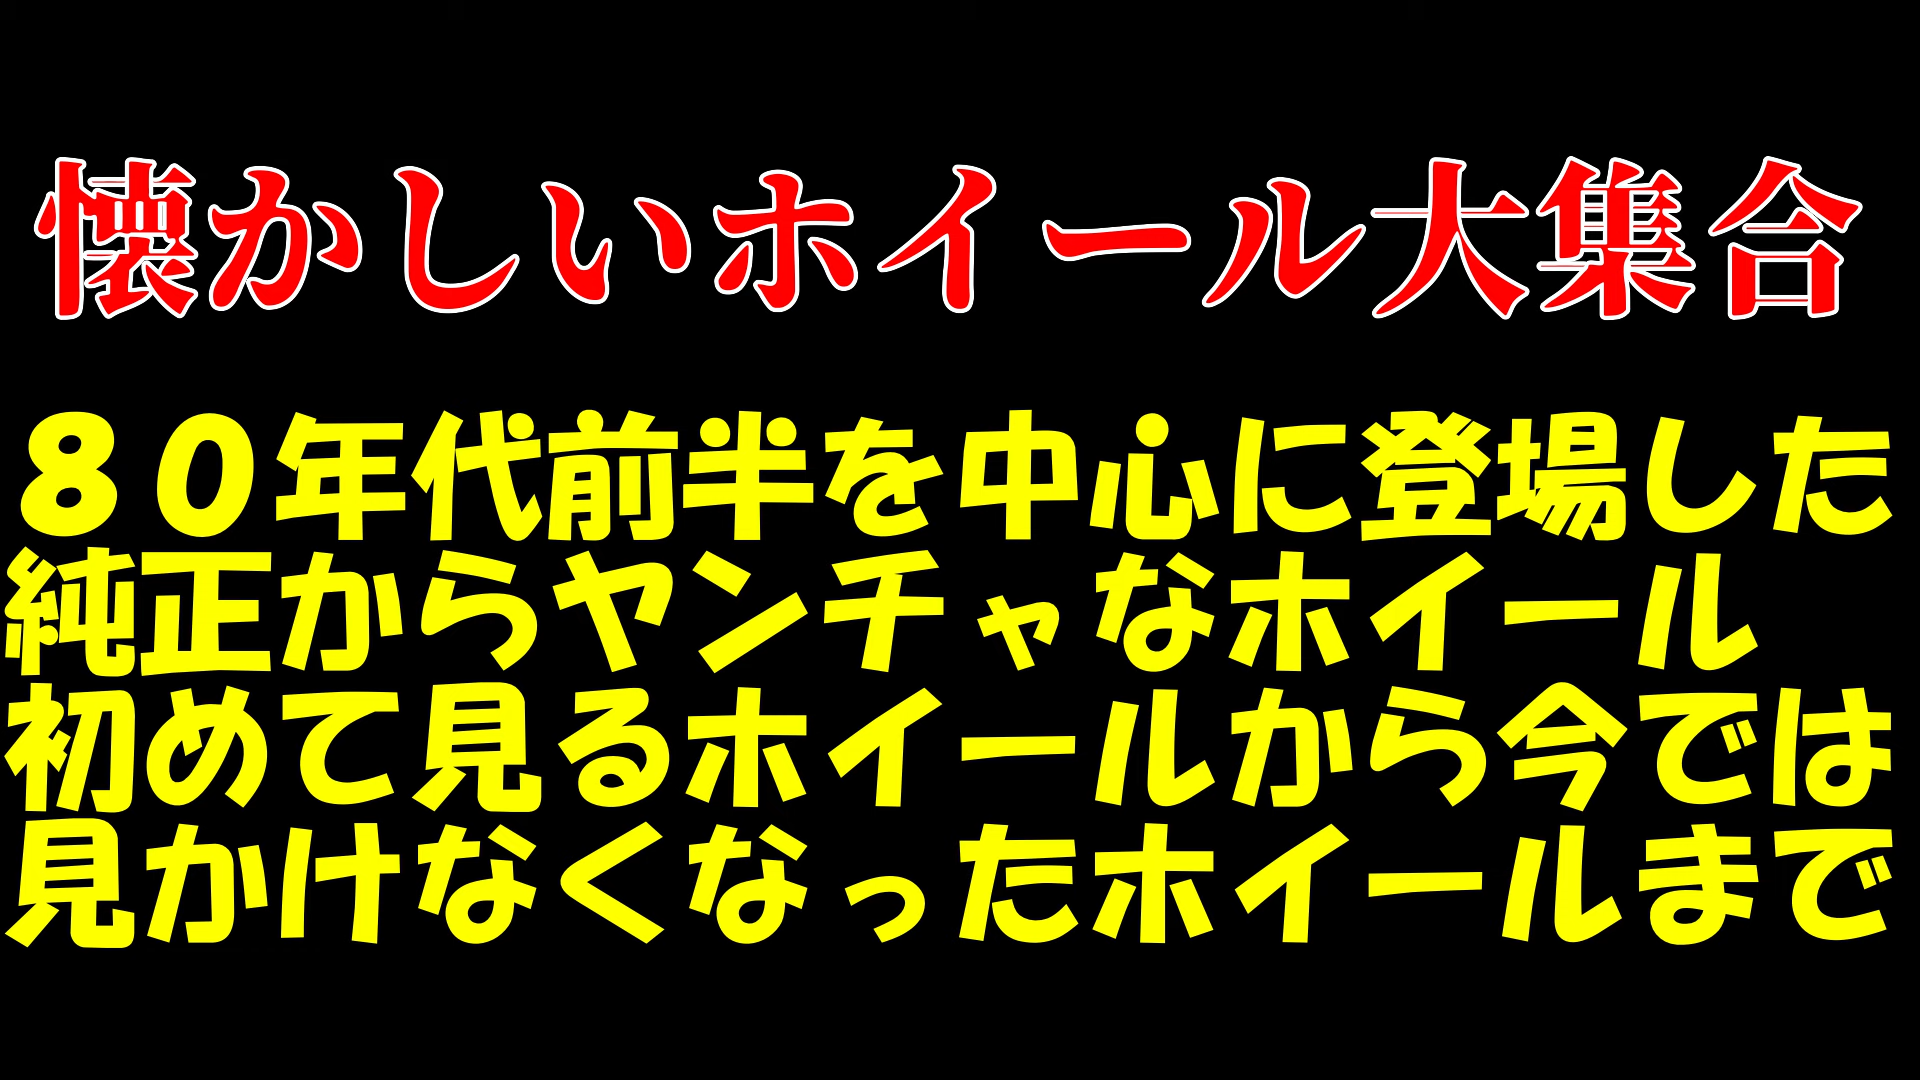 懐かしいホイール大集合
８０年代前半を中心に登場した
純正からヤンチャなホイール
初めて見るホイールから今では
見かけなくなったホイールまで